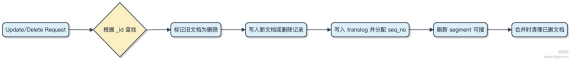 Update/Delete Request
根据 _id 查找
标记旧文档为删除
写入新文档或删除记录
写入 translog 并分配 seq_no
刷新 segment 可搜
合并时清理已删文档